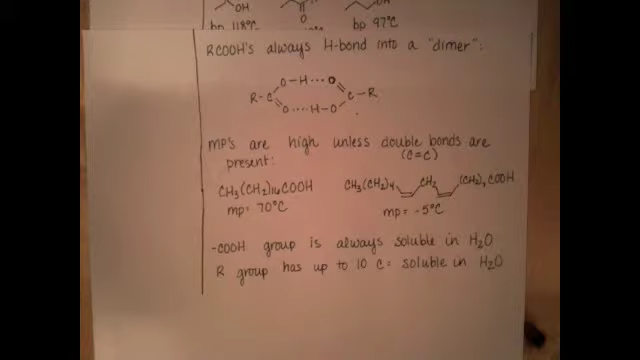 OH
O
OH
bp 118°C
bp 97°C
RCOOH's always H-bond into a "dimer":
O-H····O
R-C C-R
O····H-O
mp's are high unless double bonds are
(C=C)
present:
CH₃(CH₂)₁₆COOH CH₃(CH₂)₄ CH₂ (CH₂)₇COOH
mp= 70°C mp= -5°C
-COOH group is always soluble in H₂O
R group has up to 10 C= soluble in H₂O